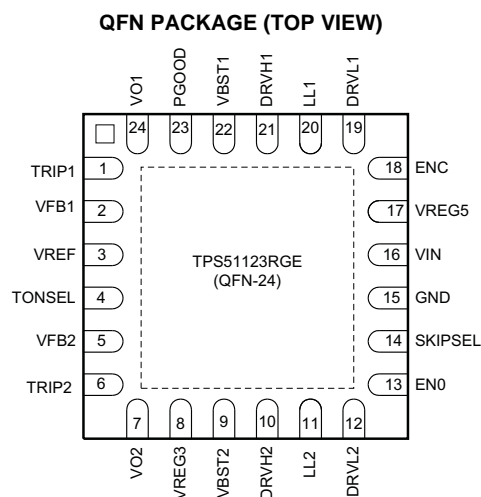 QFN PACKAGE (TOP VIEW)
VO1
PGOOD
VBST1
DRVH1
LL1
DRVL1
24
23
22
21
20
19
TRIP1 1
18 ENC
VFB1 2
17 VREG5
VREF 3
16 VIN
TPS51123RGE
(QFN-24)
TONSEL 4
15 GND
VFB2 5
14 SKIPSEL
TRIP2 6
13 EN0
7
8
9
10
11
12
VO2
VREG3
VBST2
DRVH2
LL2
DRVL2